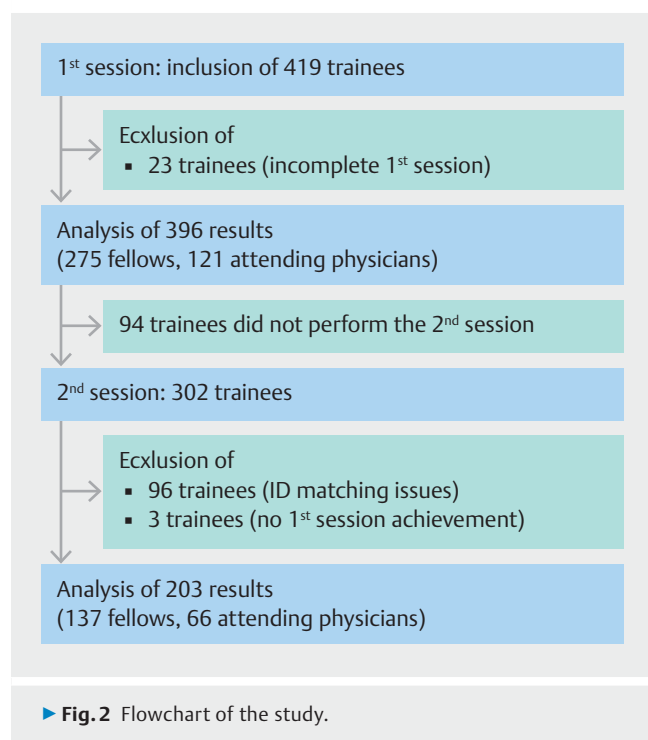 1st session: inclusion of 419 trainees
Ecxlusion of
▪ 23 trainees (incomplete 1st session)
Analysis of 396 results
(275 fellows, 121 attending physicians)
94 trainees did not perform the 2nd session
2nd session: 302 trainees
Ecxlusion of
▪ 96 trainees (ID matching issues)
▪ 3 trainees (no 1st session achievement)
Analysis of 203 results
(137 fellows, 66 attending physicians)
▶ Fig. 2 Flowchart of the study.